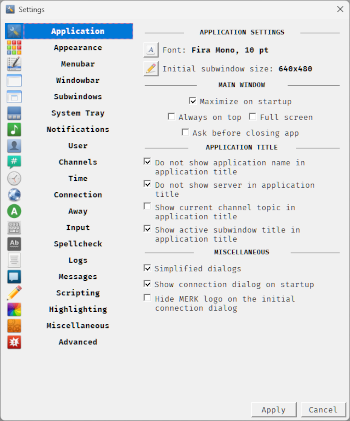 Settings
Application
Appearance
Menubar
Windowbar
Subwindows
System Tray
Notifications
User
Channels
Time
Connection
Away
Input
Spellcheck
Logs
Messages
Scripting
Highlighting
Miscellaneous
Advanced
APPLICATION SETTINGS
Font: Fira Mono, 10 pt
Initial subwindow size: 640x480
MAIN WINDOW
Maximize on startup
Always on top
Full screen
Ask before closing app
APPLICATION TITLE
Do not show application name in
application title
Do not show server in application
title
Show current channel topic in
application title
Show active subwindow title in
application title
MISCELLANEOUS
Simplified dialogs
Show connection dialog on startup
Hide MERK logo on the initial
connection dialog
Apply
Cancel